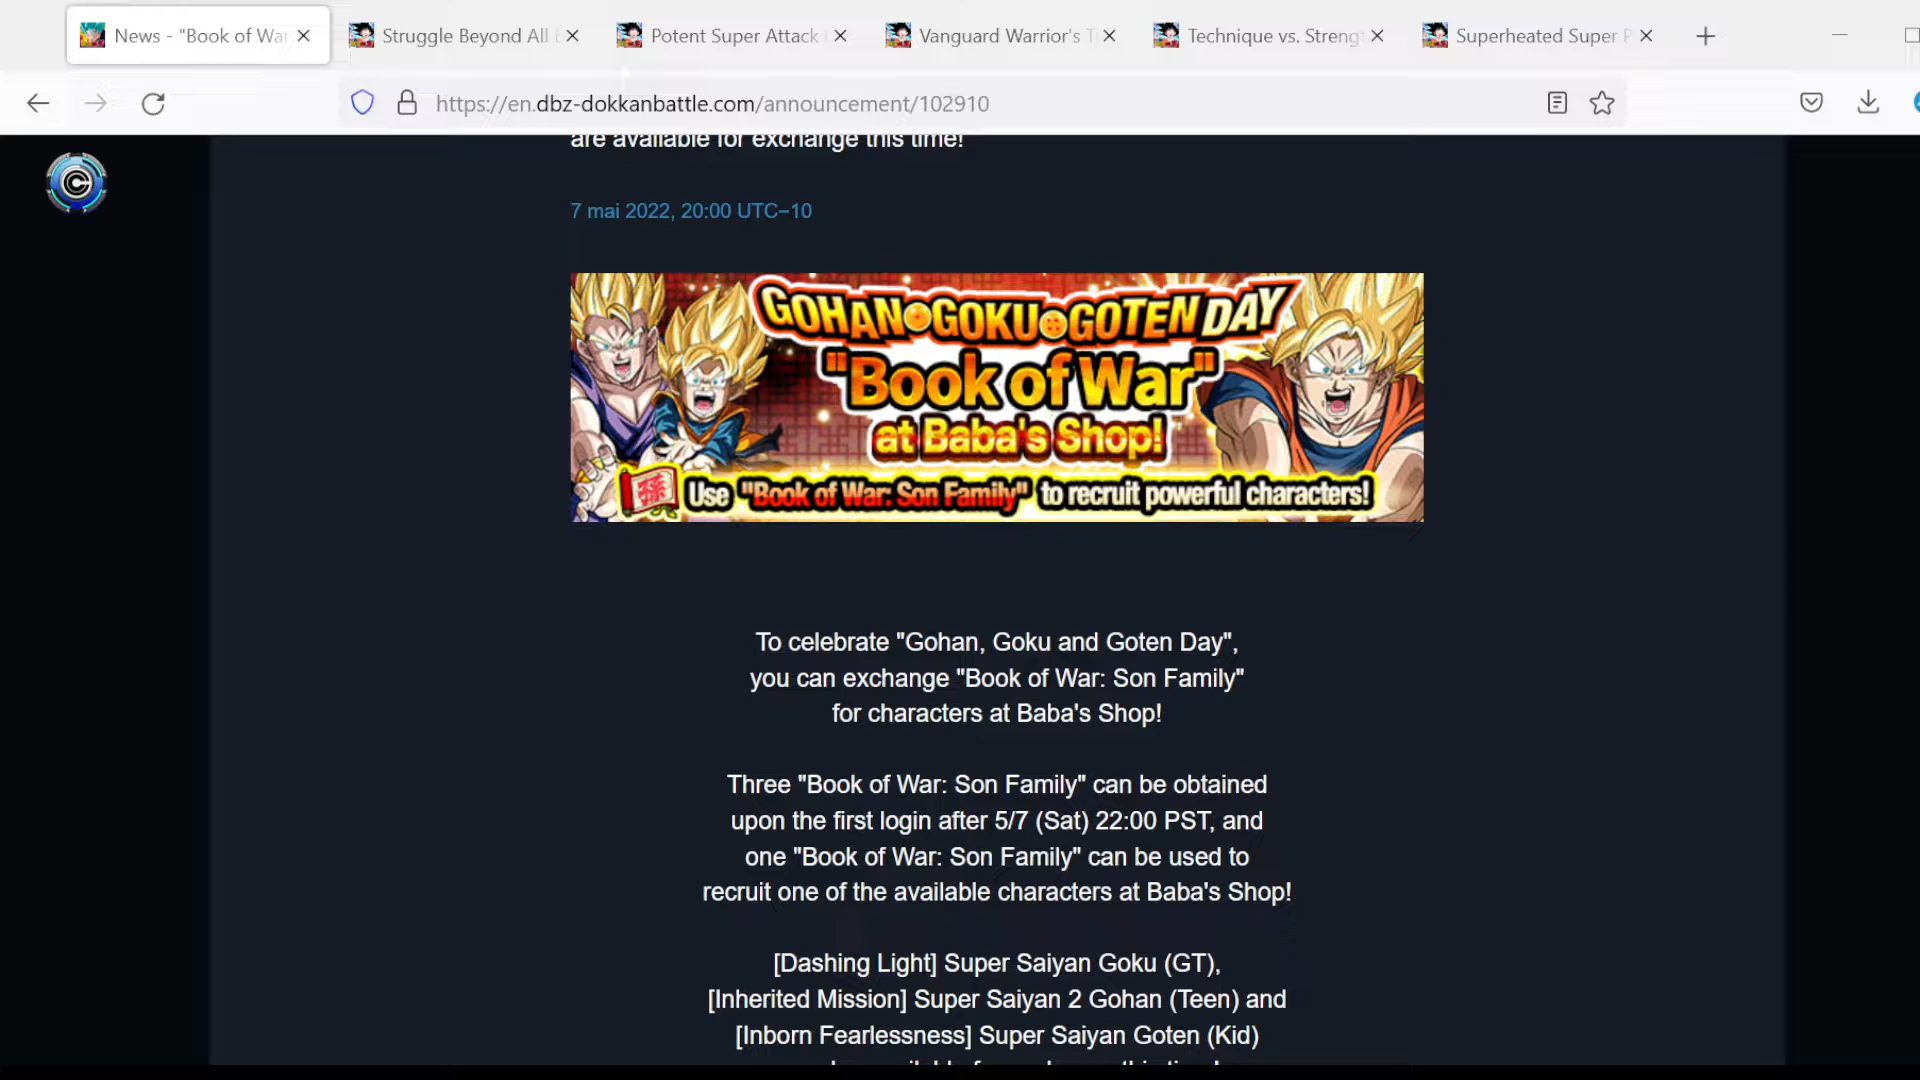 News - "Book of Wa
Struggle Beyond All
Potent Super Attack
Vanguard Warrior's T
Technique vs. Streng
Superheated Super P
https://en.dbz-dokkanbattle.com/announcement/102910
are available for exchange this time!
7 mai 2022, 20:00 UTC−10
GOHAN GOKU GOTEN DAY
"Book of War"
at Baba's Shop!
孫 Use "Book of War: Son Family" to recruit powerful characters!
To celebrate "Gohan, Goku and Goten Day",
you can exchange "Book of War: Son Family"
for characters at Baba's Shop!
Three "Book of War: Son Family" can be obtained
upon the first login after 5/7 (Sat) 22:00 PST, and
one "Book of War: Son Family" can be used to
recruit one of the available characters at Baba's Shop!
[Dashing Light] Super Saiyan Goku (GT),
[Inherited Mission] Super Saiyan 2 Gohan (Teen) and
[Inborn Fearlessness] Super Saiyan Goten (Kid)